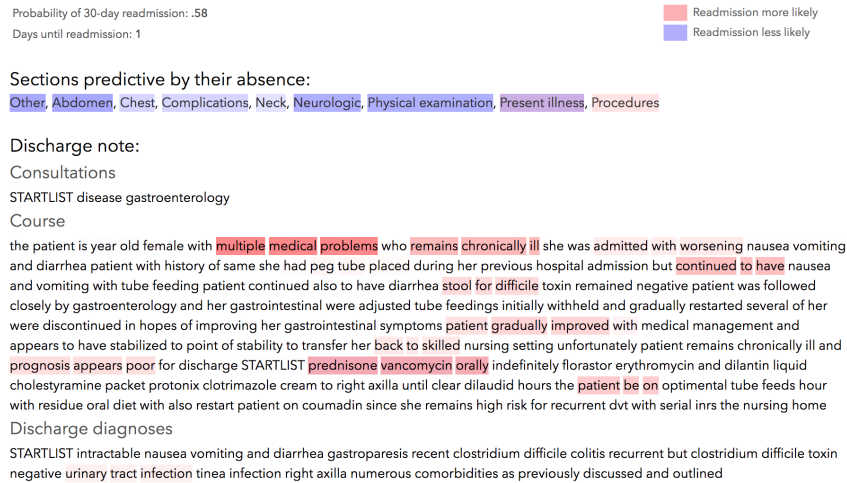 Probability of 30-day readmission: .58
Readmission more likely
Days until readmission: 1
Readmission less likely
Sections predictive by their absence:
Other, Abdomen, Chest, Complications, Neck, Neurologic, Physical examination, Present illness, Procedures
Discharge note:
Consultations
STARTLIST disease gastroenterology
Course
the patient is year old female with multiple medical problems who remains chronically ill she was admitted with worsening nausea vomiting
and diarrhea patient with history of same she had peg tube placed during her previous hospital admission but continued to have nausea
and vomiting with tube feeding patient continued also to have diarrhea stool for difficile toxin remained negative patient was followed
closely by gastroenterology and her gastrointestinal were adjusted tube feedings initially withheld and gradually restarted several of her
were discontinued in hopes of improving her gastrointestinal symptoms patient gradually improved with medical management and
appears to have stabilized to point of stability to transfer her back to skilled nursing setting unfortunately patient remains chronically ill and
prognosis appears poor for discharge STARTLIST prednisone vancomycin orally indefinitely florastor erythromycin and dilantin liquid
cholestyramine packet protonix clotrimazole cream to right axilla until clear dilaudid hours the patient be on optimental tube feeds hour
with residue oral diet with also restart patient on coumadin since she remains high risk for recurrent dvt with serial inrs the nursing home
Discharge diagnoses
STARTLIST intractable nausea vomiting and diarrhea gastroparesis recent clostridium difficile colitis recurrent but clostridium difficile toxin
negative urinary tract infection tinea infection right axilla numerous comorbidities as previously discussed and outlined